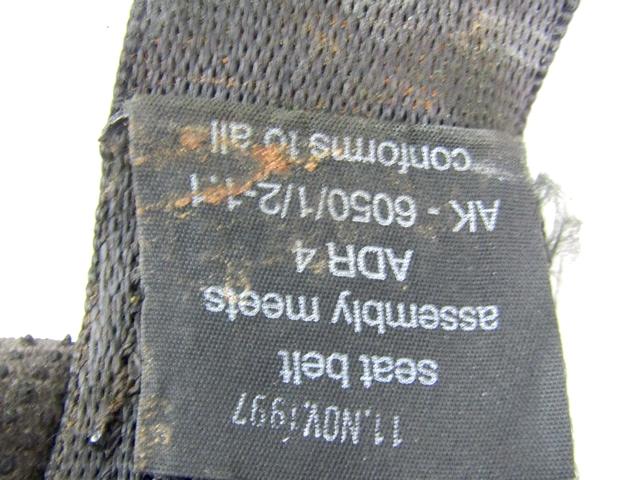 11.NOV.1997
seat belt
assembly meets
ADR 4
AK - 6050/1/2-1.1
conforms to all